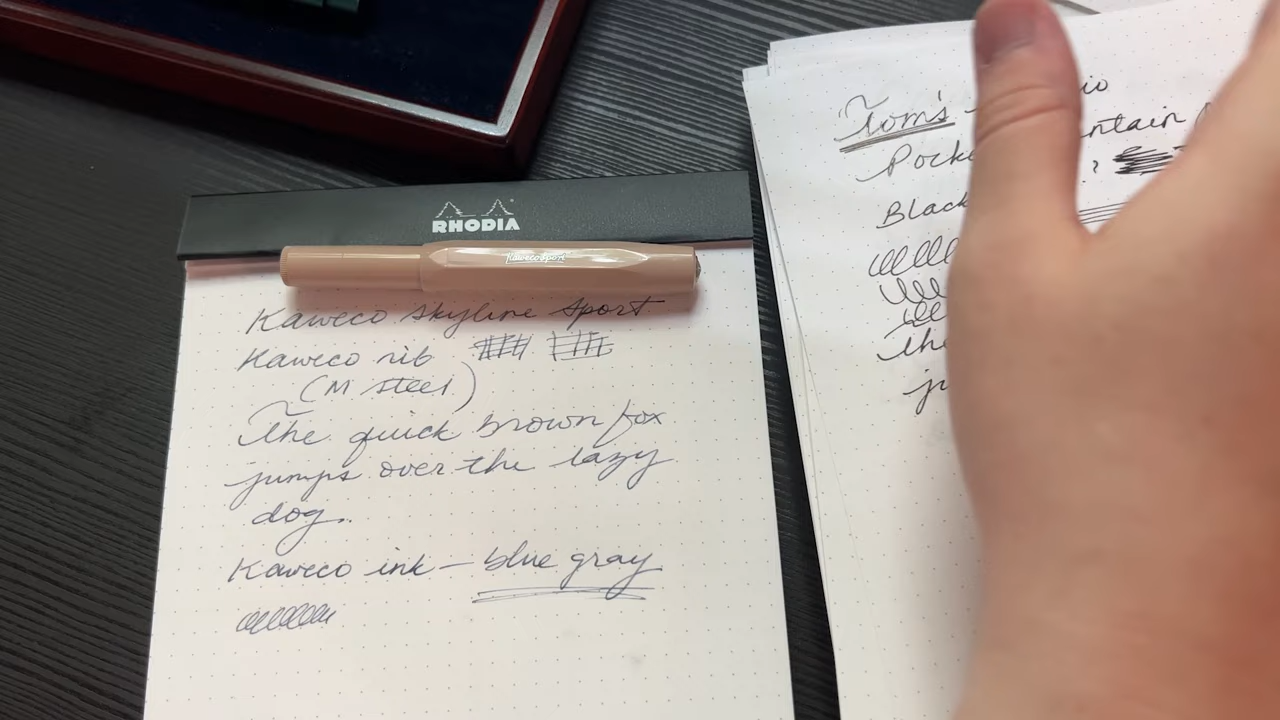 RHODIA
Kaweco Sport
Kaweco Skyline Sport
Kaweco nib
(M steel)
The quick brown fox
jumps over the lazy
dog.
Kaweco ink – blue gray
Tom's
Black
The